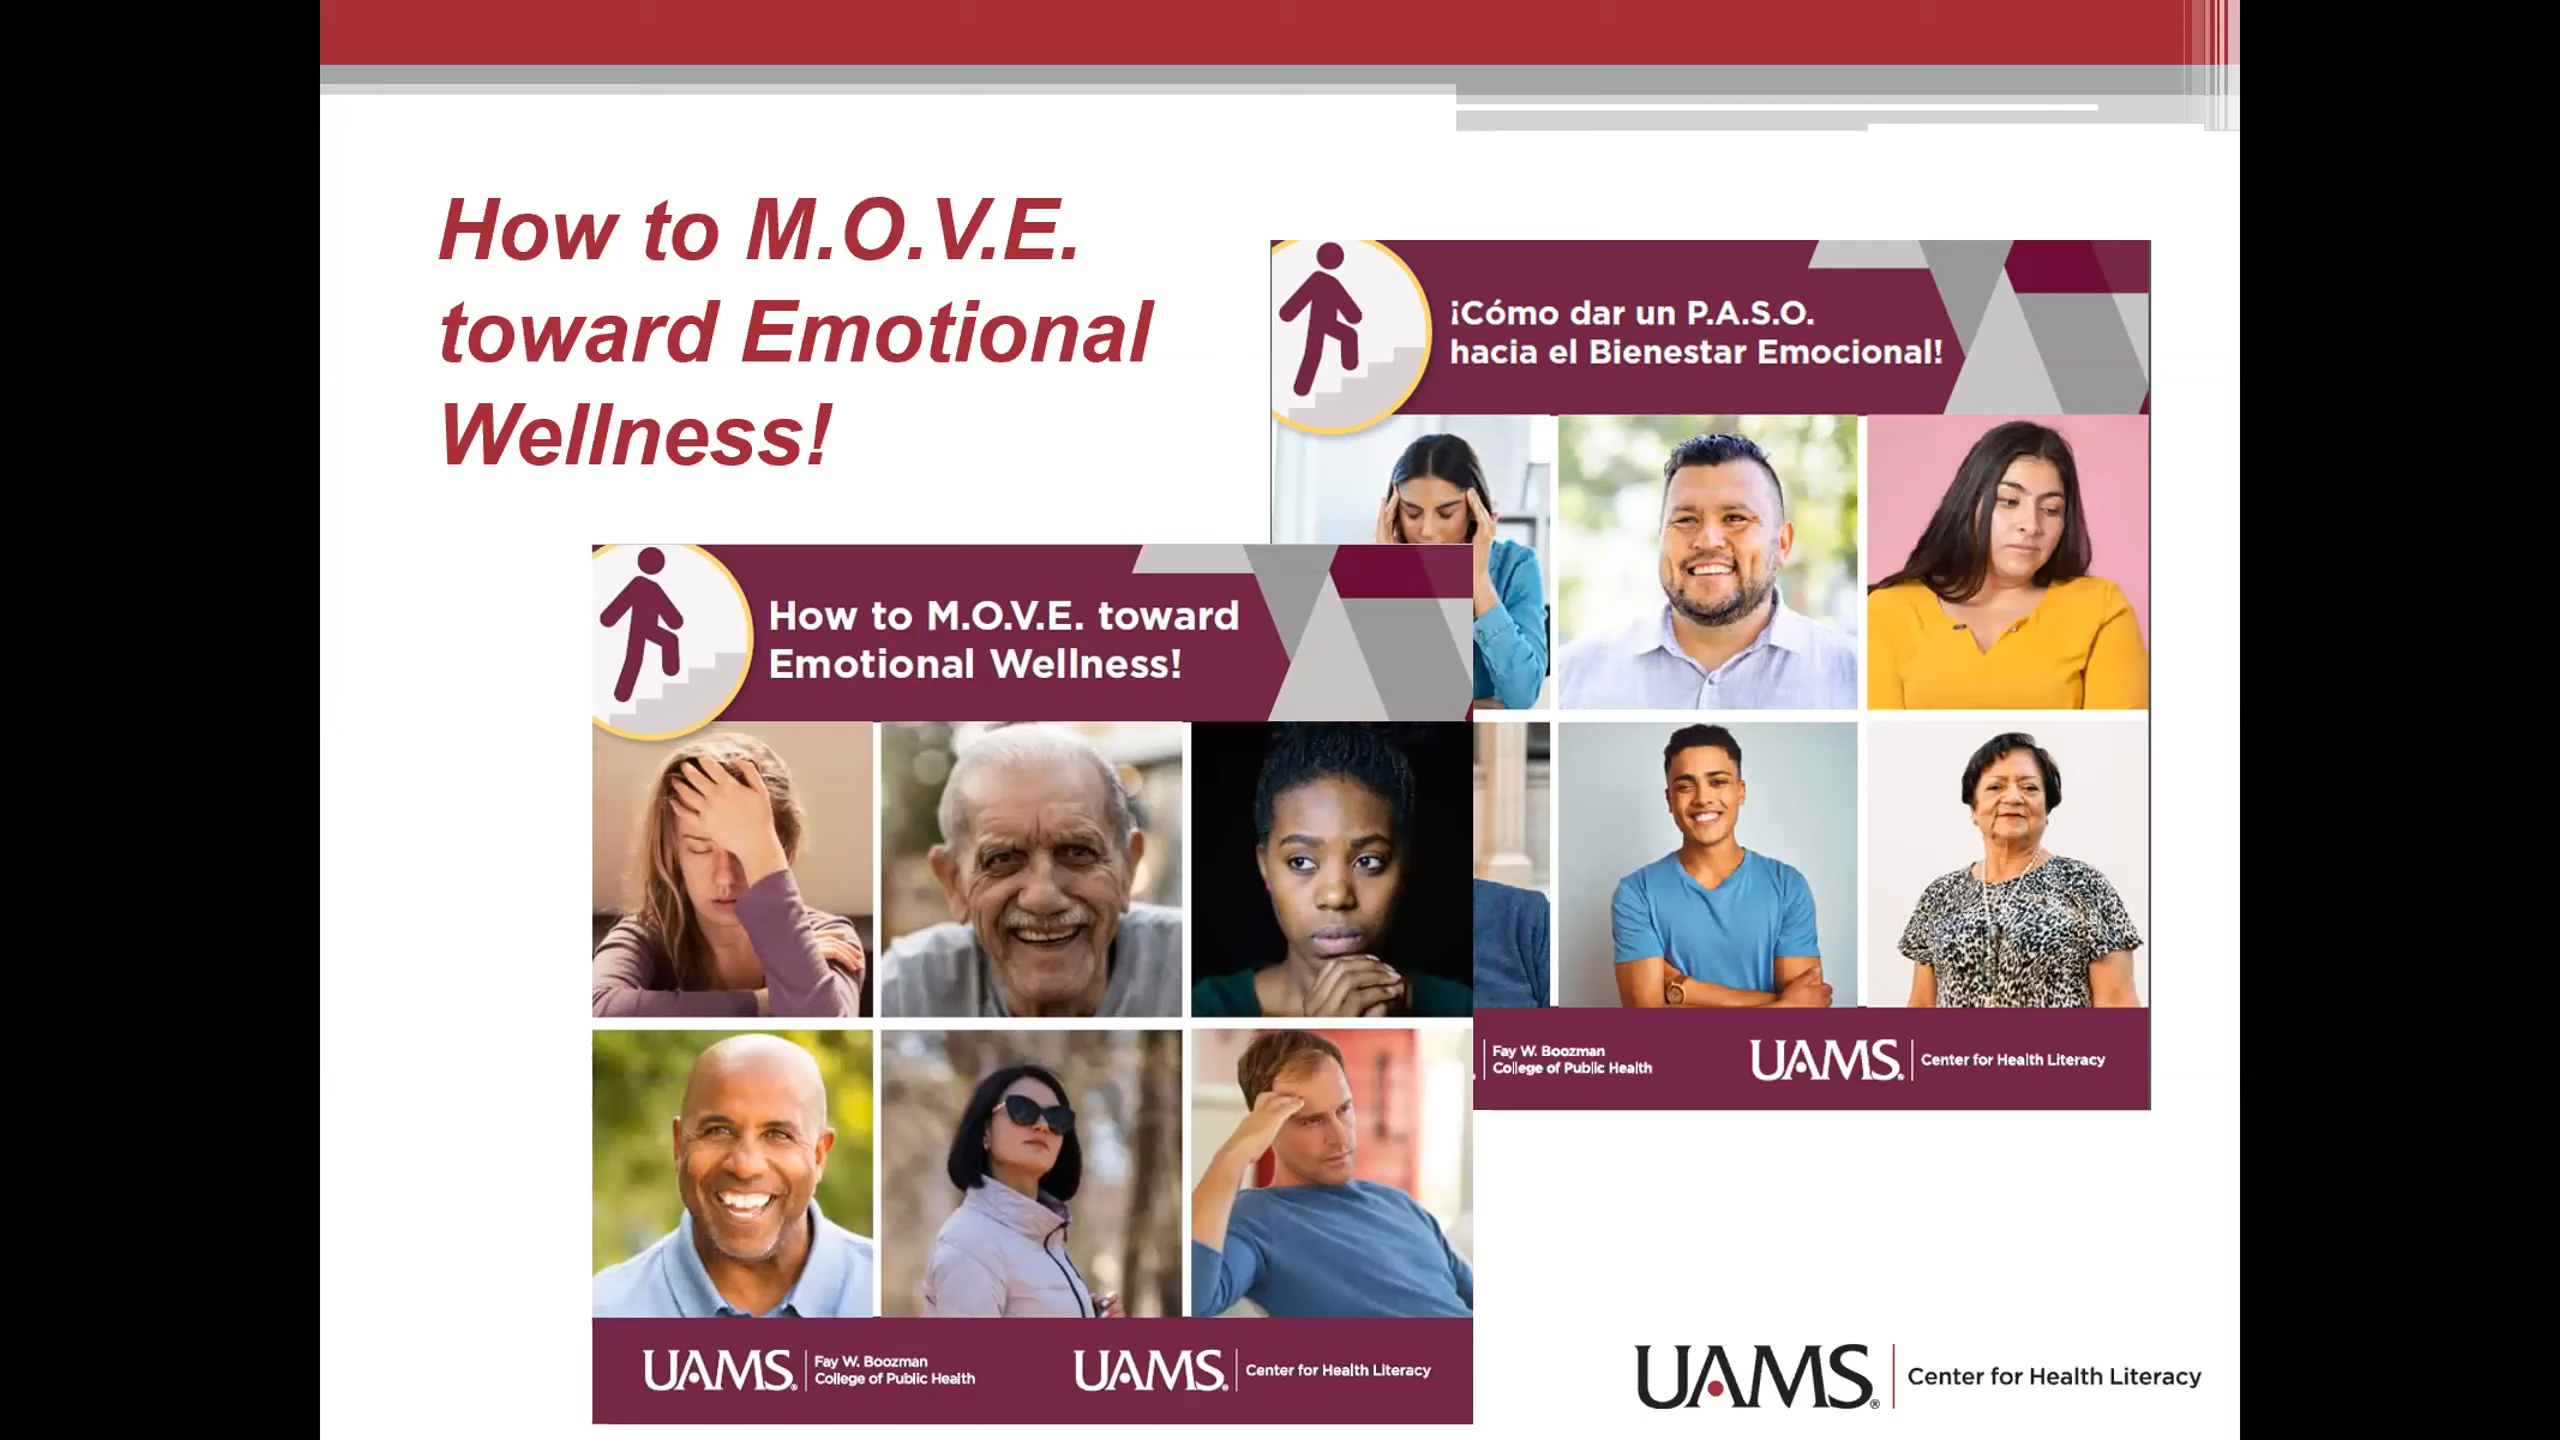 How to M.O.V.E.
toward Emotional
Wellness!
¡Cómo dar un P.A.S.O.
hacia el Bienestar Emocional!
How to M.O.V.E. toward
Emotional Wellness!
Fay W. Boozman
College of Public Health
UAMS®
Center for Health Literacy
UAMS®
Fay W. Boozman
College of Public Health
UAMS®
Center for Health Literacy
UAMS®
Center for Health Literacy